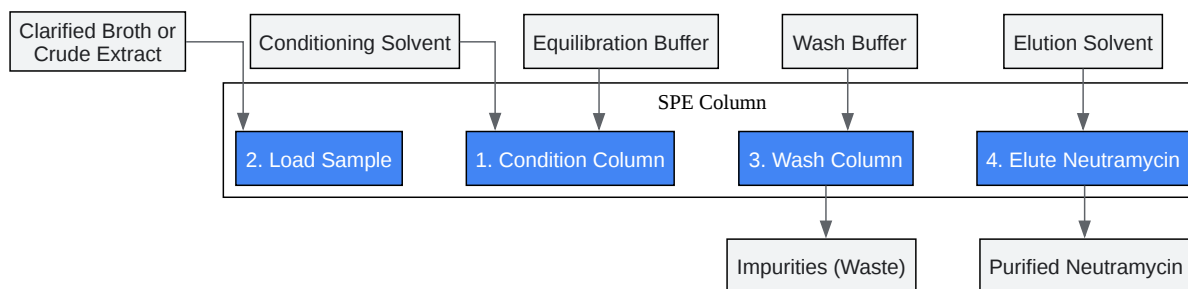 Clarified Broth or
Crude Extract
Conditioning Solvent
Equilibration Buffer
Wash Buffer
Elution Solvent
SPE Column
2. Load Sample
1. Condition Column
3. Wash Column
4. Elute Neutramycin
Impurities (Waste)
Purified Neutramycin